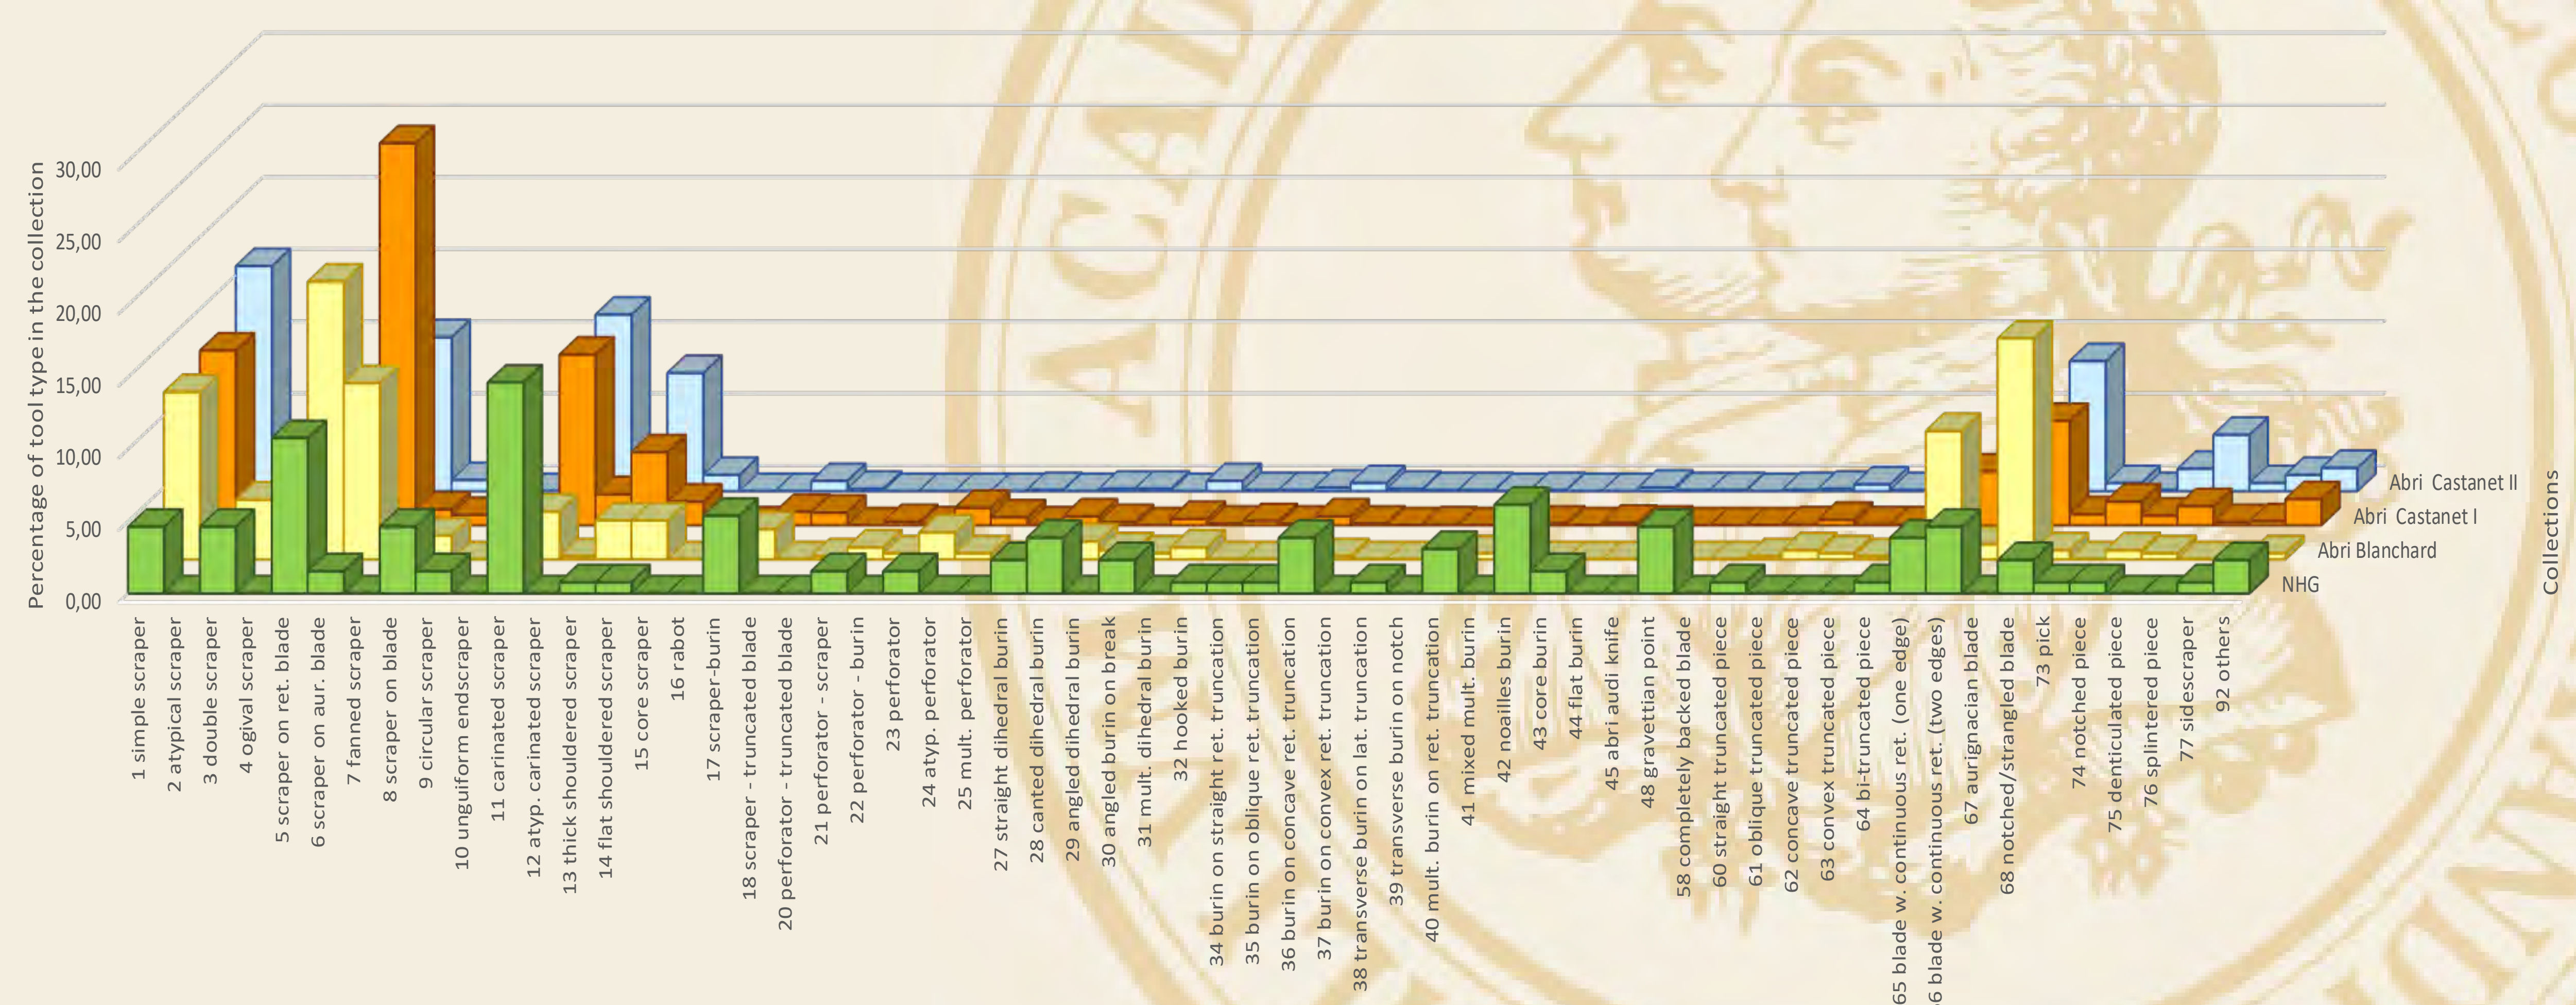 Percentage of tool type in the collection
30,00
25,00
20,00
15,00
10,00
5,00
0,00
1 simple scraper
2 atypical scraper
3 double scraper
4 ogival scraper
5 scraper on ret. blade
6 scraper on aur. blade
7 fanned scraper
8 scraper on blade
9 circular scraper
10 unguiform endscraper
11 carinated scraper
12 atyp. carinated scraper
13 thick shouldered scraper
14 flat shouldered scraper
15 core scraper
16 rabot
17 scraper-burin
18 scraper - truncated blade
20 perforator - truncated blade
21 perforator - scraper
22 perforator - burin
23 perforator
24 atyp. perforator
25 mult. perforator
27 straight dihedral burin
28 canted dihedral burin
29 angled dihedral burin
30 angled burin on break
31 mult. dihedral burin
32 hooked burin
34 burin on straight ret. truncation
35 burin on oblique ret. truncation
36 burin on concave ret. truncation
37 burin on convex ret. truncation
38 transverse burin on lat. truncation
39 transverse burin on notch
40 mult. burin on ret. truncation
41 mixed mult. burin
42 noailles burin
43 core burin
44 flat burin
45 abri audi knife
48 gravettian point
58 completely backed blade
60 straight truncated piece
61 oblique truncated piece
62 concave truncated piece
63 convex truncated piece
64 bi-truncated piece
65 blade w. continuous ret. (one edge)
6 blade w. continuous ret. (two edges)
67 aurignacian blade
68 notched/strangled blade
73 pick
74 notched piece
75 denticulated piece
76 splintered piece
77 sidescraper
92 others
Abri Castanet II
Abri Castanet I
Abri Blanchard
NHG
Collections
ACAD